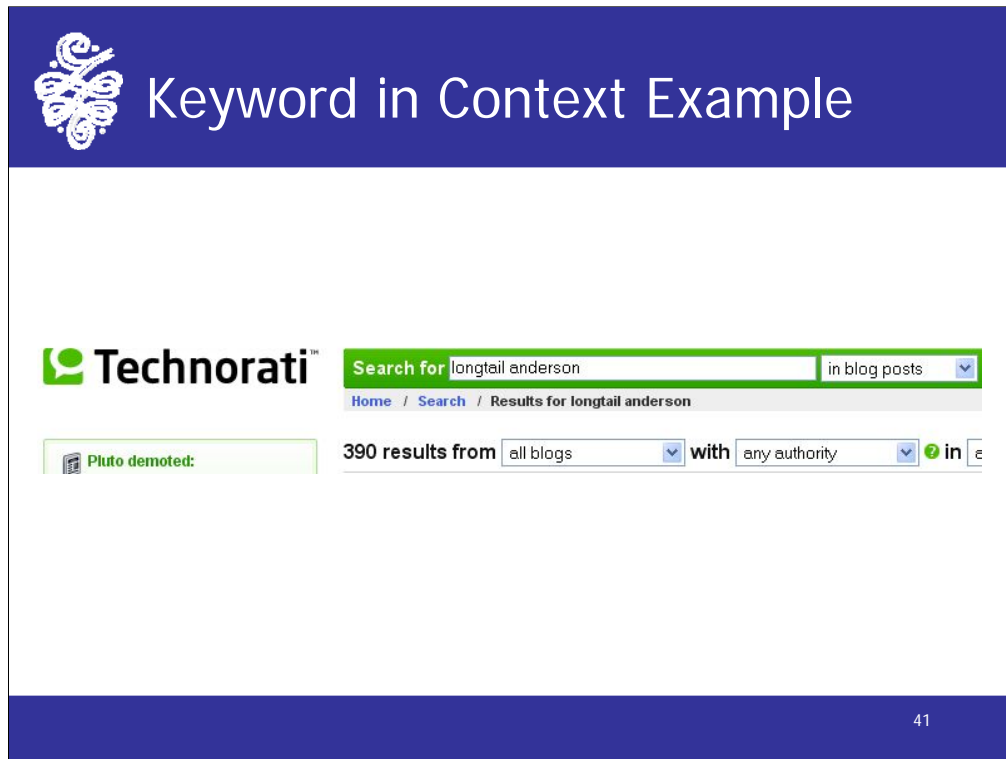 Keyword in Context Example
Technorati™
Search for longtail anderson in blog posts
Home / Search / Results for longtail anderson
Pluto demoted:
390 results from all blogs with any authority in
41